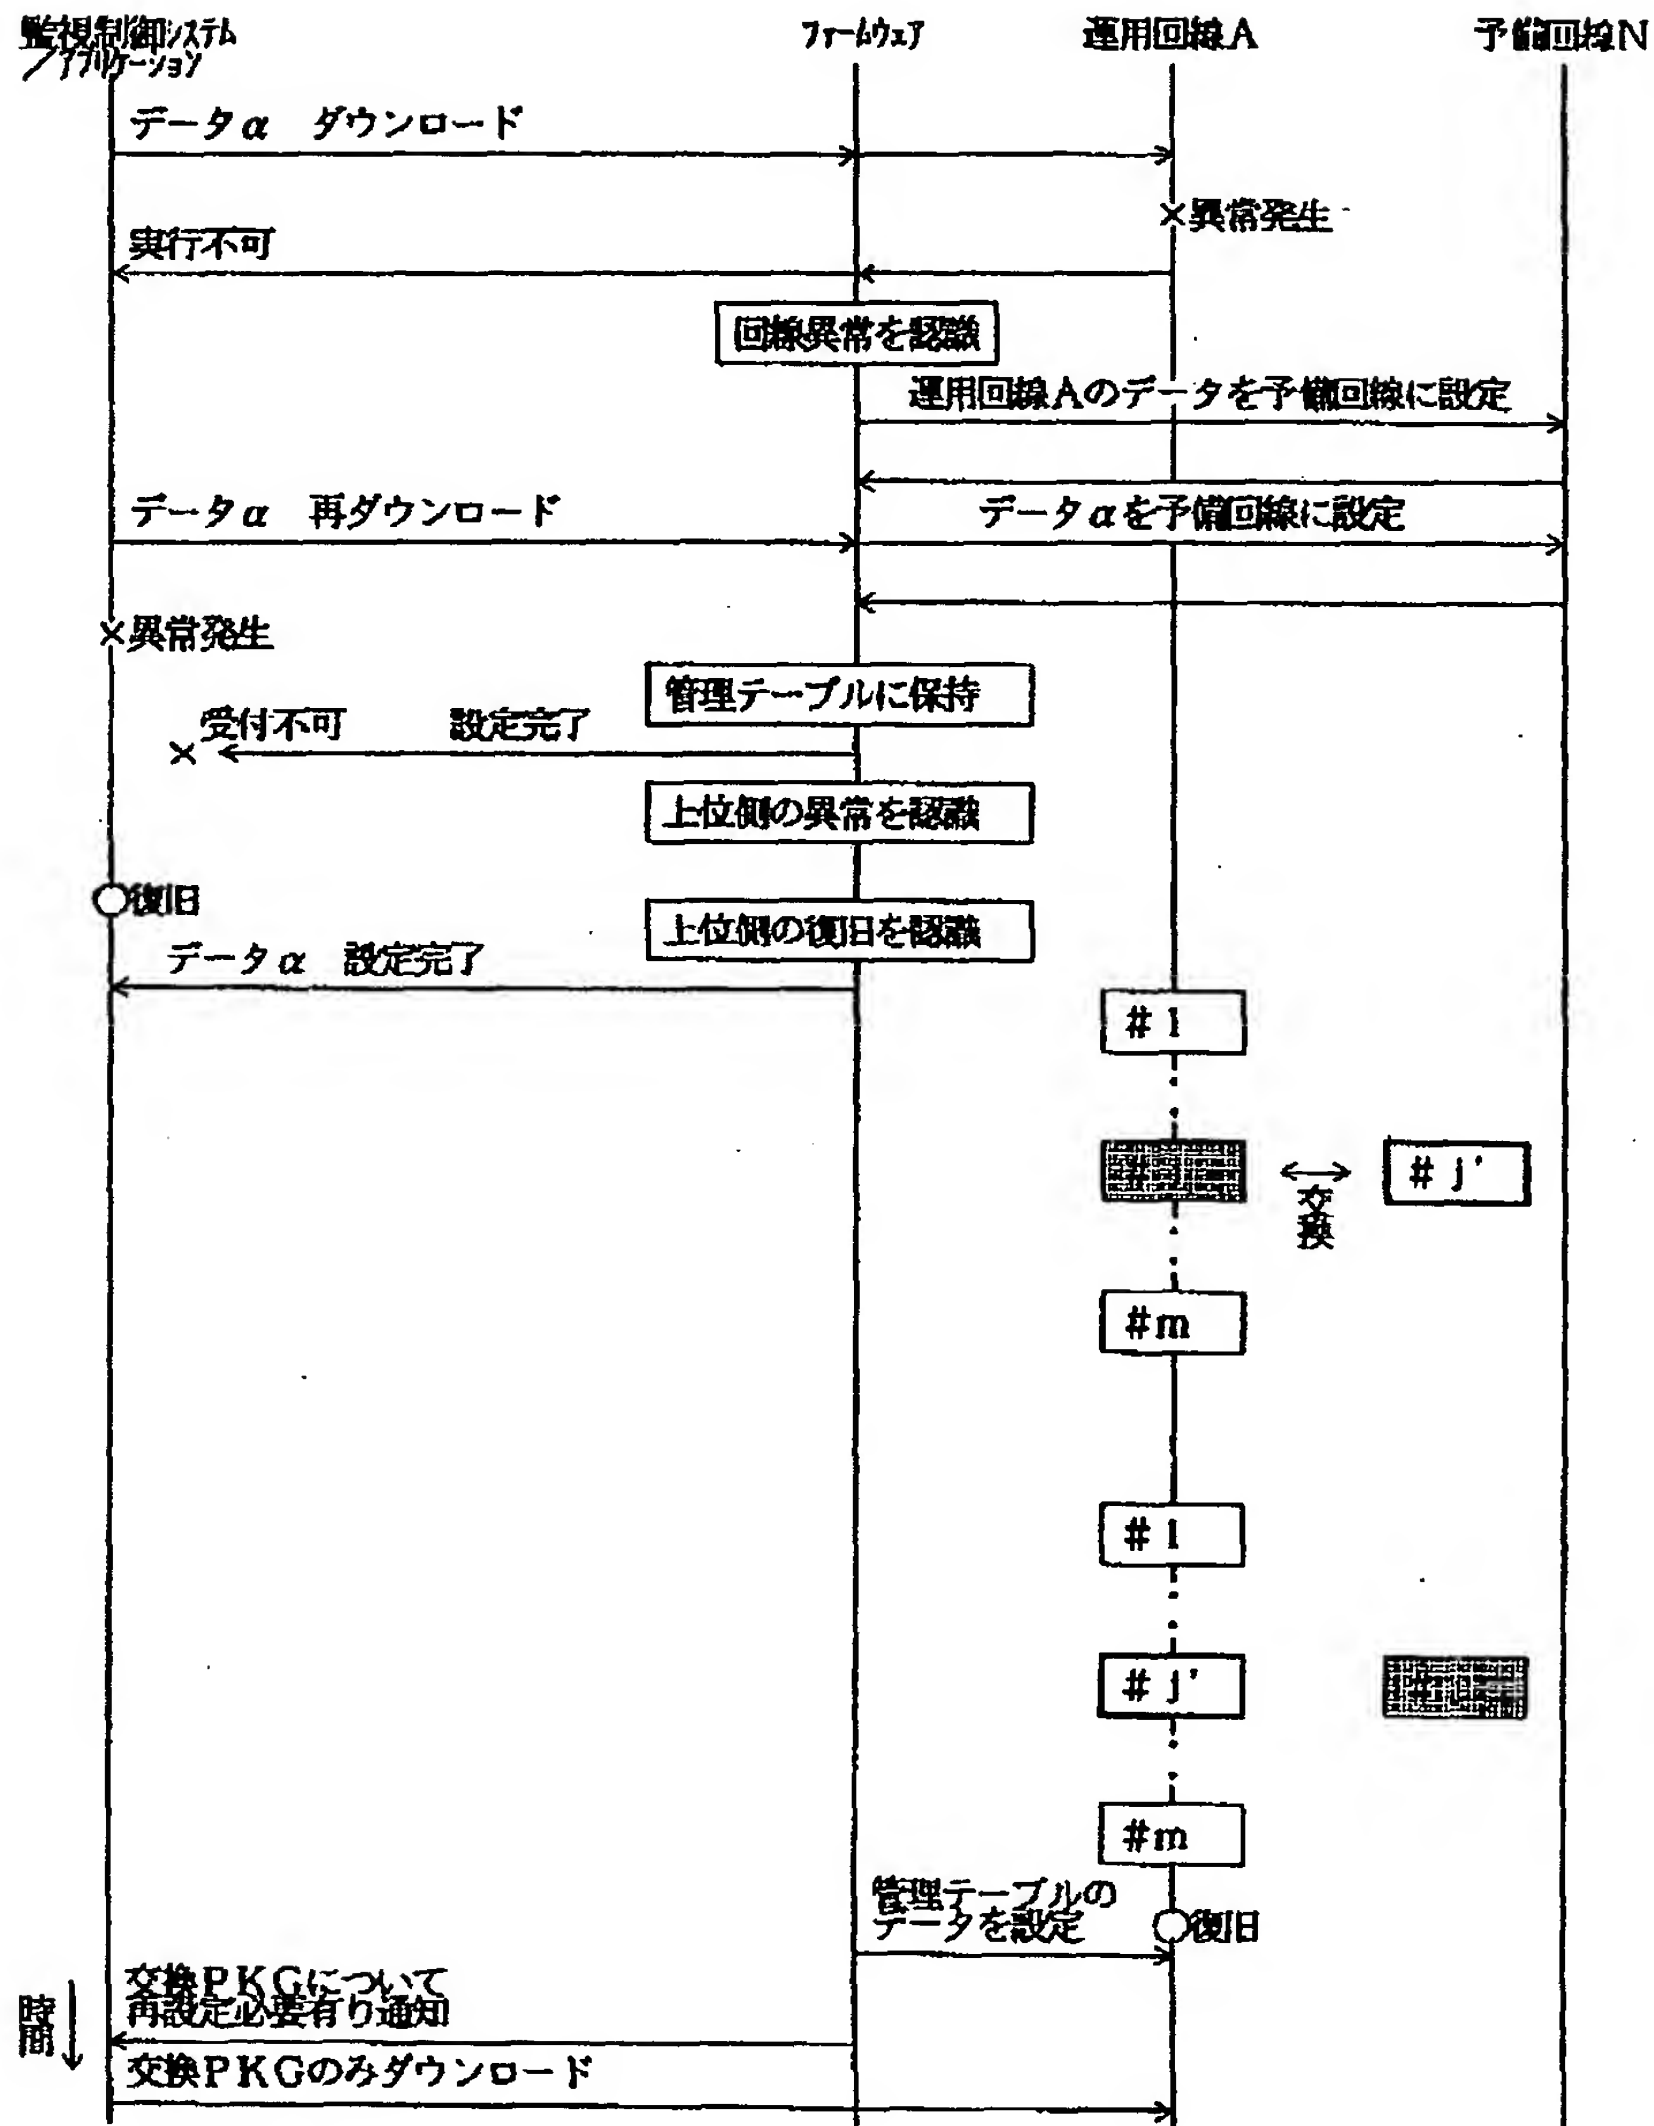 監視制御システム
／アプリケーション
ファームウェア
運用回線A
予備回線N
データα　ダウンロード
×異常発生
実行不可
回線異常を認識
運用回線Aのデータを予備回線に設定
データα　再ダウンロード
データαを予備回線に設定
×異常発生
管理テーブルに保持
受付不可　設定完了
×
上位側の異常を認識
復旧
上位側の復旧を認識
データα　設定完了
#1
#j'
交換
#m
#1
#j'
#m
管理テーブルの
データを設定
復旧
交換PKGについて
再設定必要有り通知
時間
交換PKGのみダウンロード